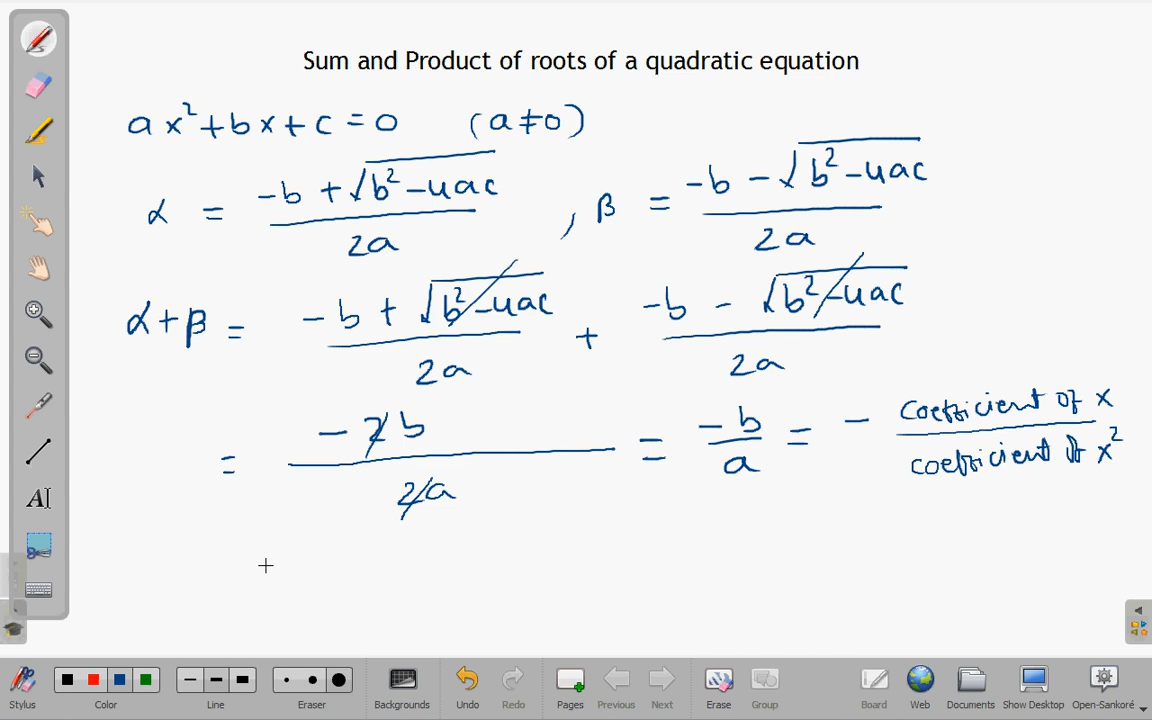 Sum and Product of roots of a quadratic equation
ax²+bx+c=0 (a≠0)
α = (-b+√(b²-4ac))/2a , β = (-b-√(b²-4ac))/2a
α+β = (-b+√(b²-4ac))/2a + (-b-√(b²-4ac))/2a
= -2b/2a = -b/a = - coefficient of x / coefficient of x²
AI
Stylus Color Line Eraser Backgrounds Undo Redo Pages Previous Next Erase Group Board Web Documents Show Desktop Open-Sankoré